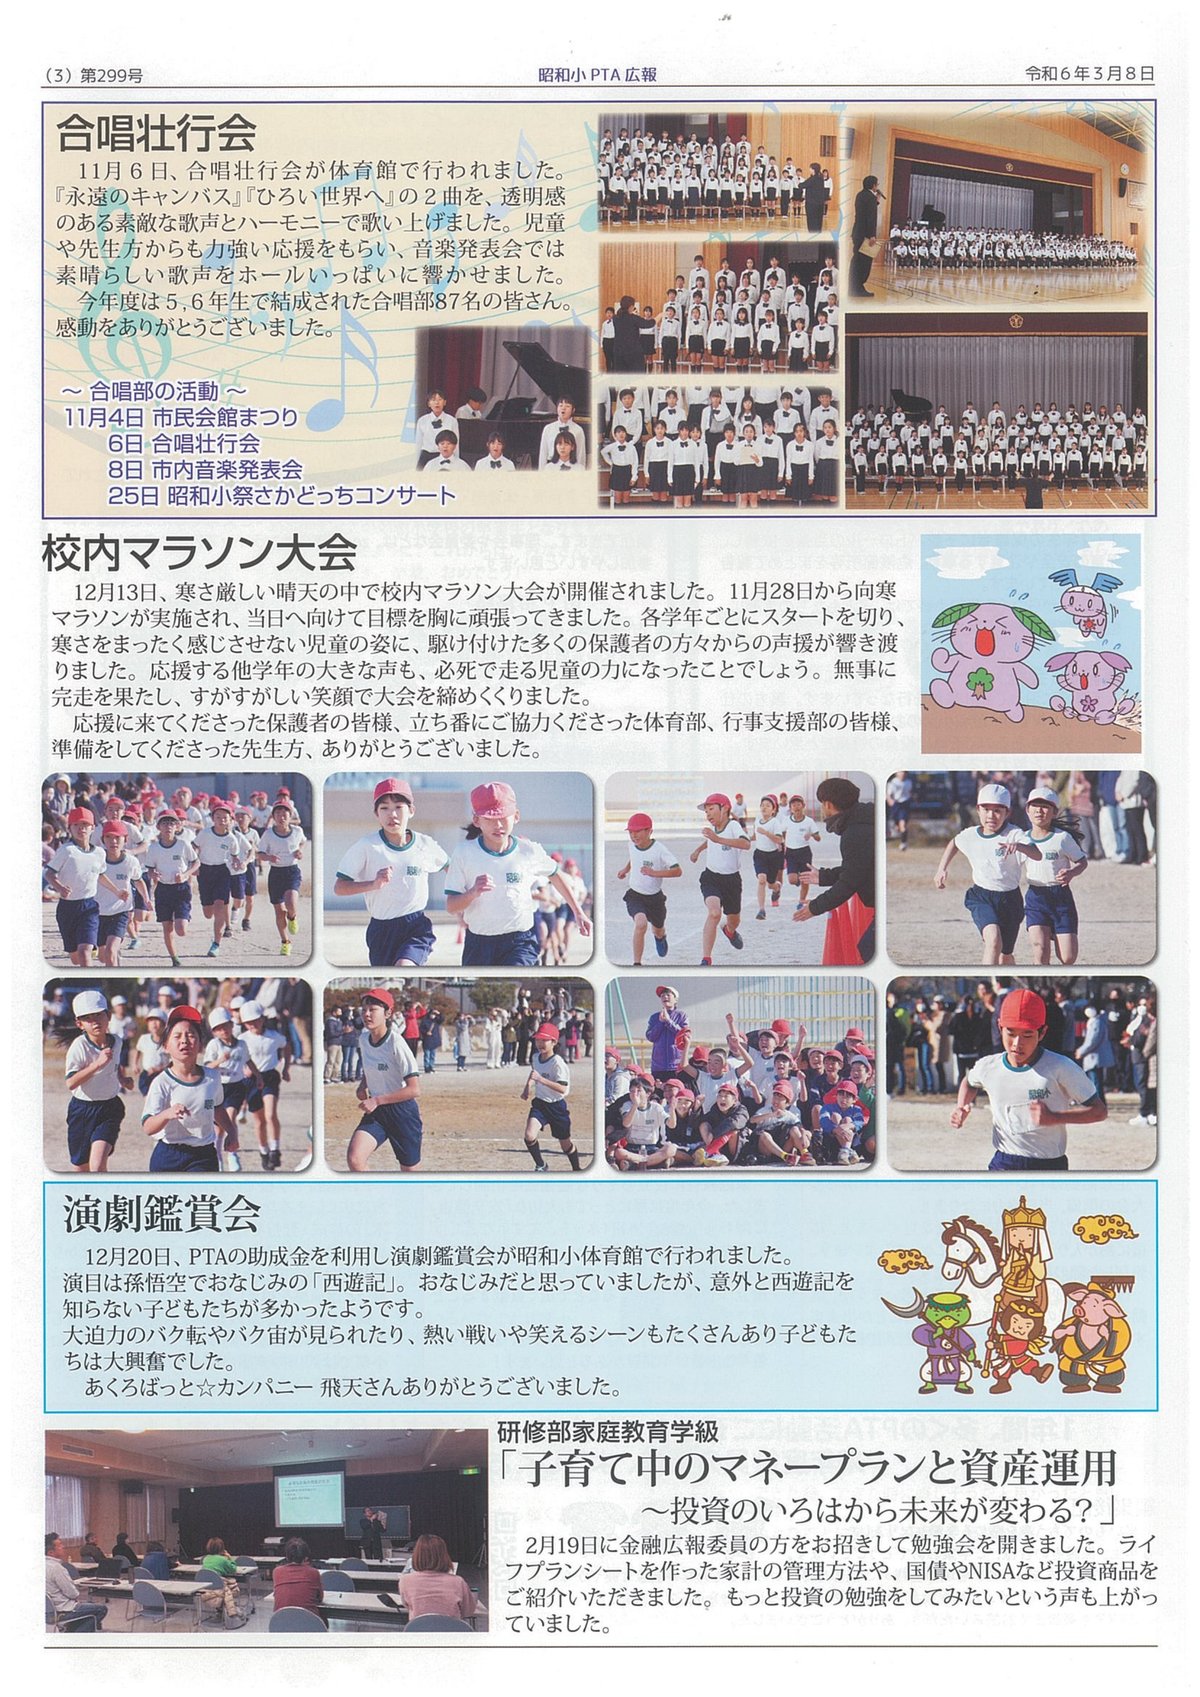 (3) 第299号
昭和小 PTA 広報
令和6年3月8日
合唱壮行会
11月6日、合唱壮行会が体育館で行われました。
『永遠のキャンバス』『ひろい世界へ』の2曲を、透明感
のある素敵な歌声とハーモニーで歌い上げました。児童
や先生方からも力強い応援をもらい、音楽発表会では
素晴らしい歌声をホールいっぱいに響かせました。
今年度は5,6年生で結成された合唱部87名の皆さん。
感動をありがとうございました。
～ 合唱部の活動 ～
11月4日 市民会館まつり
6日 合唱壮行会
8日 市内音楽発表会
25日 昭和小祭さかどっちコンサート
校内マラソン大会
12月13日、寒さ厳しい晴天の中で校内マラソン大会が開催されました。11月28日から向寒
マラソンが実施され、当日へ向けて目標を胸に頑張ってきました。各学年ごとにスタートを切り、
寒さをまったく感じさせない児童の姿に、駆け付けた多くの保護者の方々からの声援が響き渡
りました。応援する他学年の大きな声も、必死で走る児童の力になったことでしょう。無事に
完走を果たし、すがすがしい笑顔で大会を締めくくりました。
応援に来てくださった保護者の皆様、立ち番にご協力くださった体育部、行事支援部の皆様、
準備をしてくださった先生方、ありがとうございました。
演劇鑑賞会
12月20日、PTAの助成金を利用し演劇鑑賞会が昭和小体育館で行われました。
演目は孫悟空でおなじみの「西遊記」。おなじみだと思っていましたが、意外と西遊記を
知らない子どもたちが多かったようです。
大迫力のバク転やバク宙が見られたり、熱い戦いや笑えるシーンもたくさんあり子どもた
ちは大興奮でした。
あくろばっと☆カンパニー 飛天さんありがとうございました。
研修部家庭教育学級
「子育て中のマネープランと資産運用
～投資のいろはから未来が変わる？」
2月19日に金融広報委員の方をお招きして勉強会を開きました。ライ
フプランシートを作った家計の管理方法や、国債やNISAなど投資商品を
ご紹介いただきました。もっと投資の勉強をしてみたいという声も上がっ
ていました。